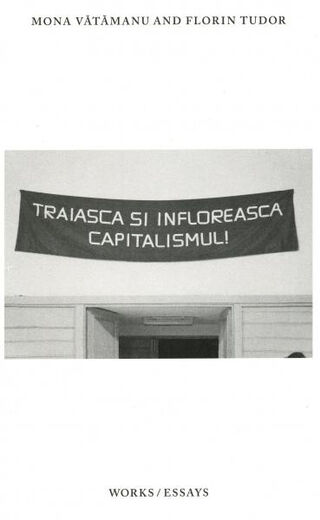 MONA VĂTĂMANU AND FLORIN TUDOR
TRAIASCA SI INFLOREASCA
CAPITALISMUL!
WORKS / ESSAYS